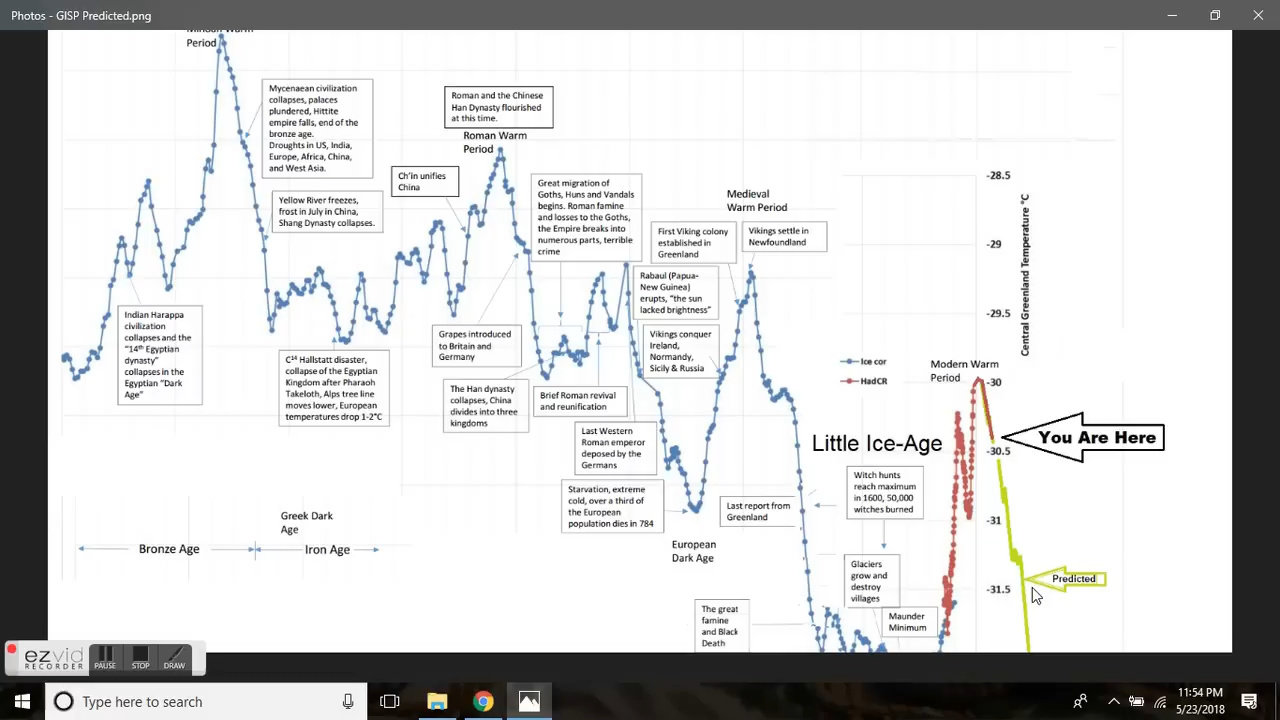 Photos - GISP Predicted.png
Minoan Warm
Period
Mycenaean civilization
collapses, palaces
plundered, Hittite
empire falls, end of the
bronze age.
Droughts in US, India,
Europe, Africa, China,
and West Asia.
Yellow River freezes,
frost in July in China,
Shang Dynasty collapses.
Indian Harappa
civilization
collapses and the
"14th Egyptian
dynasty"
collapses in the
Egyptian "Dark
Age"
C14 Hallstatt disaster,
collapse of the Egyptian
Kingdom after Pharaoh
Takeloth, Alps tree line
moves lower, European
temperatures drop 1-2°C
Ch'in unifies
China
Roman and the Chinese
Han Dynasty flourished
at this time.
Roman Warm
Period
Great migration of
Goths, Huns and Vandals
begins. Roman famine
and losses to the Goths,
the Empire breaks into
numerous parts, terrible
crime
Grapes introduced
to Britain and
Germany
The Han dynasty
collapses, China
divides into three
kingdoms
Brief Roman revival
and reunification
Last Western
Roman emperor
deposed by the
Germans
Starvation, extreme
cold, over a third of
the European
population dies in 784
European
Dark Age
First Viking colony
established in
Greenland
Medieval
Warm Period
Vikings settle in
Newfoundland
Rabaul (Papua-
New Guinea)
erupts, "the sun
lacked brightness"
Vikings conquer
Ireland,
Normandy,
Sicily & Russia
Last report from
Greenland
The great
famine
and Black
Death
Little Ice-Age
Witch hunts
reach maximum
in 1600, 50,000
witches burned
Glaciers
grow and
destroy
villages
Maunder
Minimum
Ice cor
HadCR
Modern Warm
Period
You Are Here
Predicted
-28.5
-29
-29.5
-30
-30.5
-31
-31.5
Central Greenland Temperature °C
Bronze Age
Greek Dark
Age
Iron Age
ezvid
RECORDER
PAUSE
STOP
DRAW
Type here to search
11:54 PM
5/23/2018